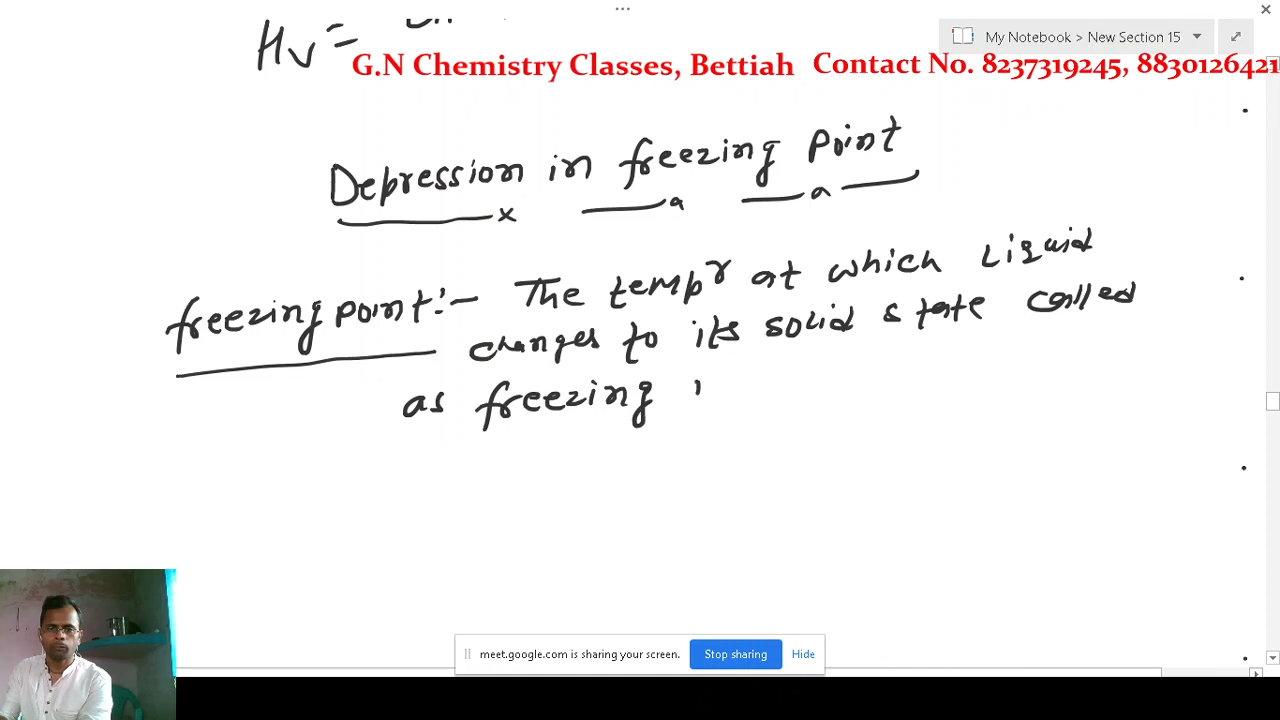 Hv =
My Notebook > New Section 15
G.N Chemistry Classes, Bettiah Contact No. 8237319245, 8830126421
Depression in freezing point
freezing point:- The tempr at which Liquid
changes to its solid state called
as freezing
meet.google.com is sharing your screen. Stop sharing Hide